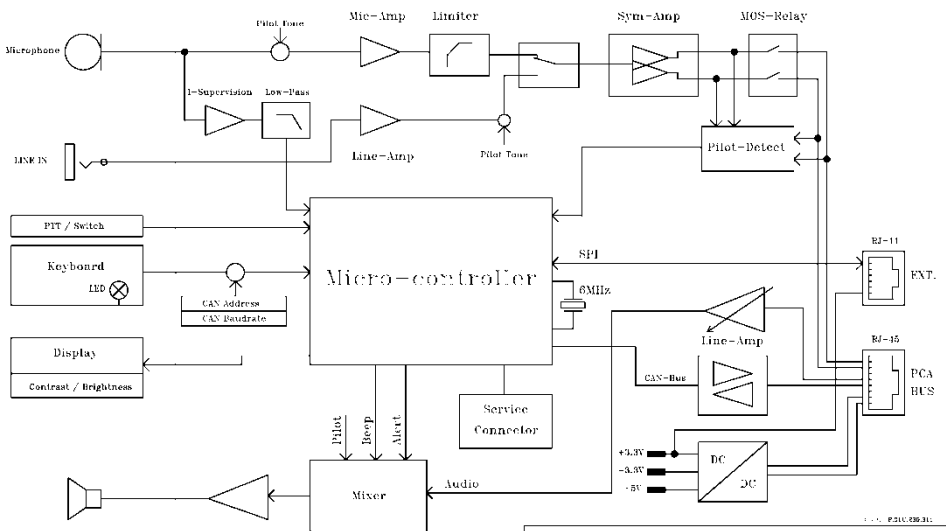 Mic-Amp
Limiter
Sym-Amp
MOS-Relay
Pilot Tone
Microphone
I-Supervision
Low-Pass
LINE IN
Line-Amp
Pilot Tone
Pilot-Detect
PTT / Switch
Keyboard
LED
CAN Address
CAN Baudrate
Micro-controller
SPI
6MHz
RJ-11
EXT.
Display
Contrast / Brightness
Line-Amp
CAN-Bus
RJ-45
PCA
BUS
Service
Connector
Pilot
Beep
Alert
Mixer
Audio
+3.3V
-3.3V
DC
DC